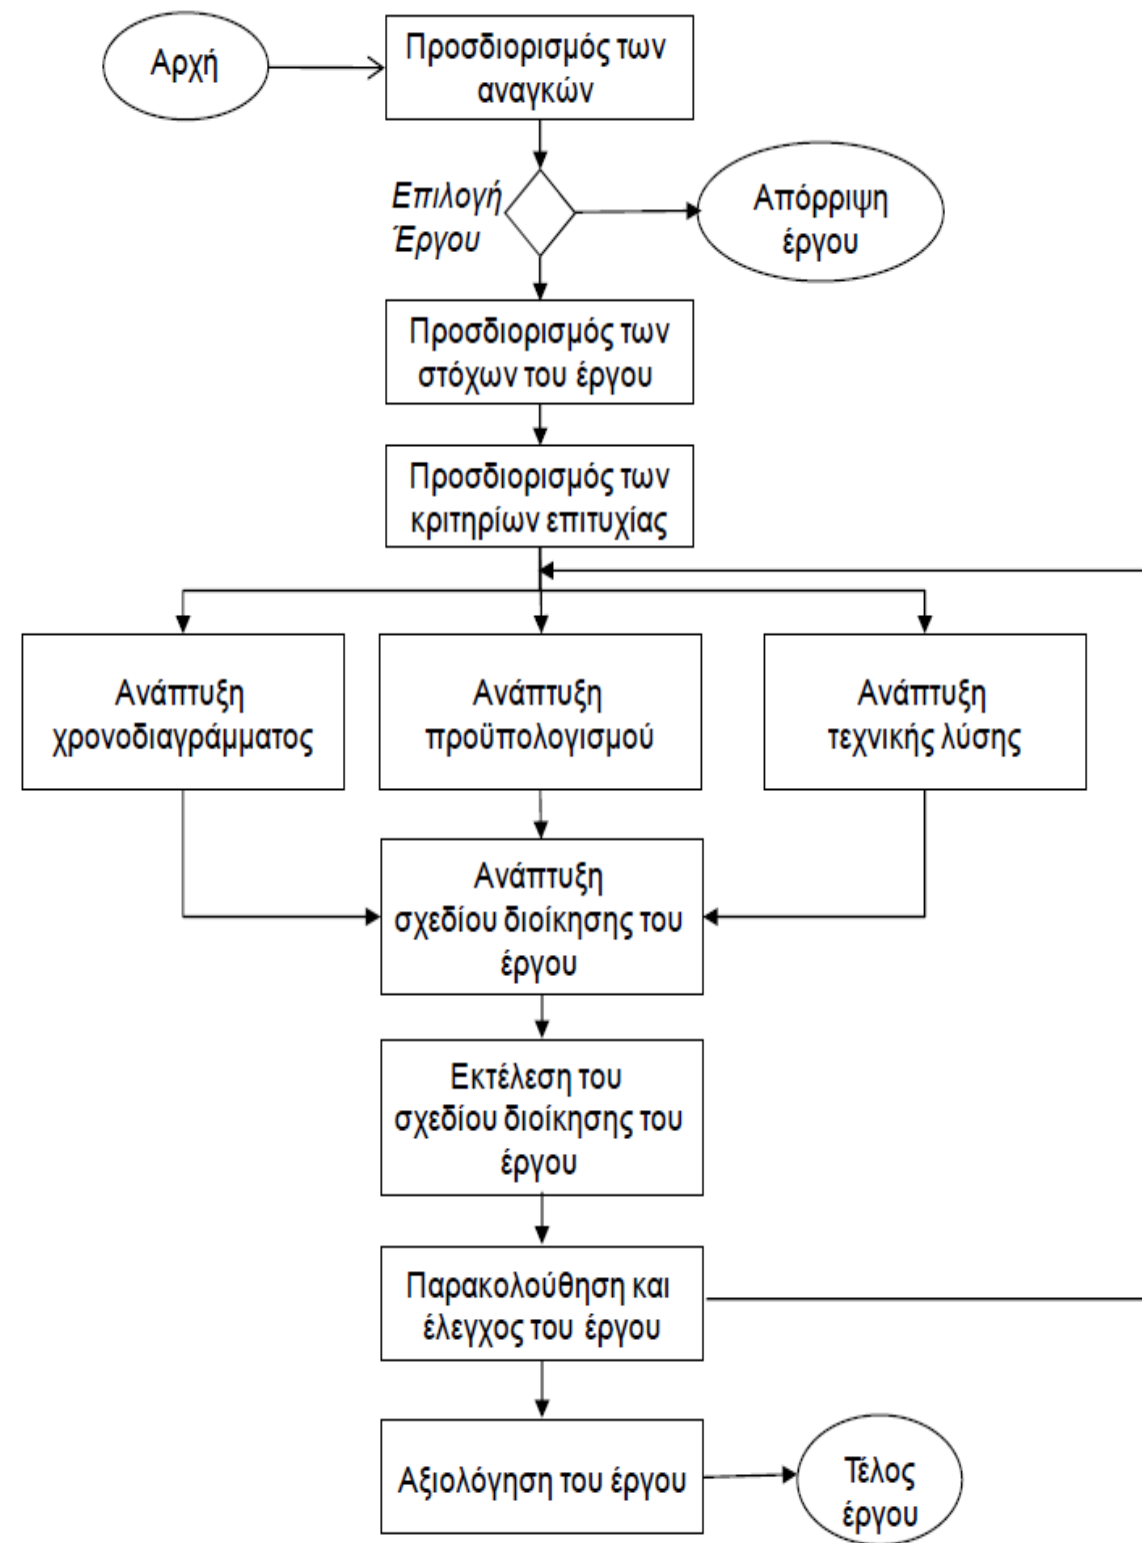 Αρχή
Προσδιορισμός των
αναγκών
Επιλογή
Έργου
Απόρριψη
έργου
Προσδιορισμός των
στόχων του έργου
Προσδιορισμός των
κριτηρίων επιτυχίας
Ανάπτυξη
χρονοδιαγράμματος
Ανάπτυξη
προϋπολογισμού
Ανάπτυξη
τεχνικής λύσης
Ανάπτυξη
σχεδίου διοίκησης του
έργου
Εκτέλεση του
σχεδίου διοίκησης του
έργου
Παρακολούθηση και
έλεγχος του έργου
Αξιολόγηση του έργου
Τέλος
έργου